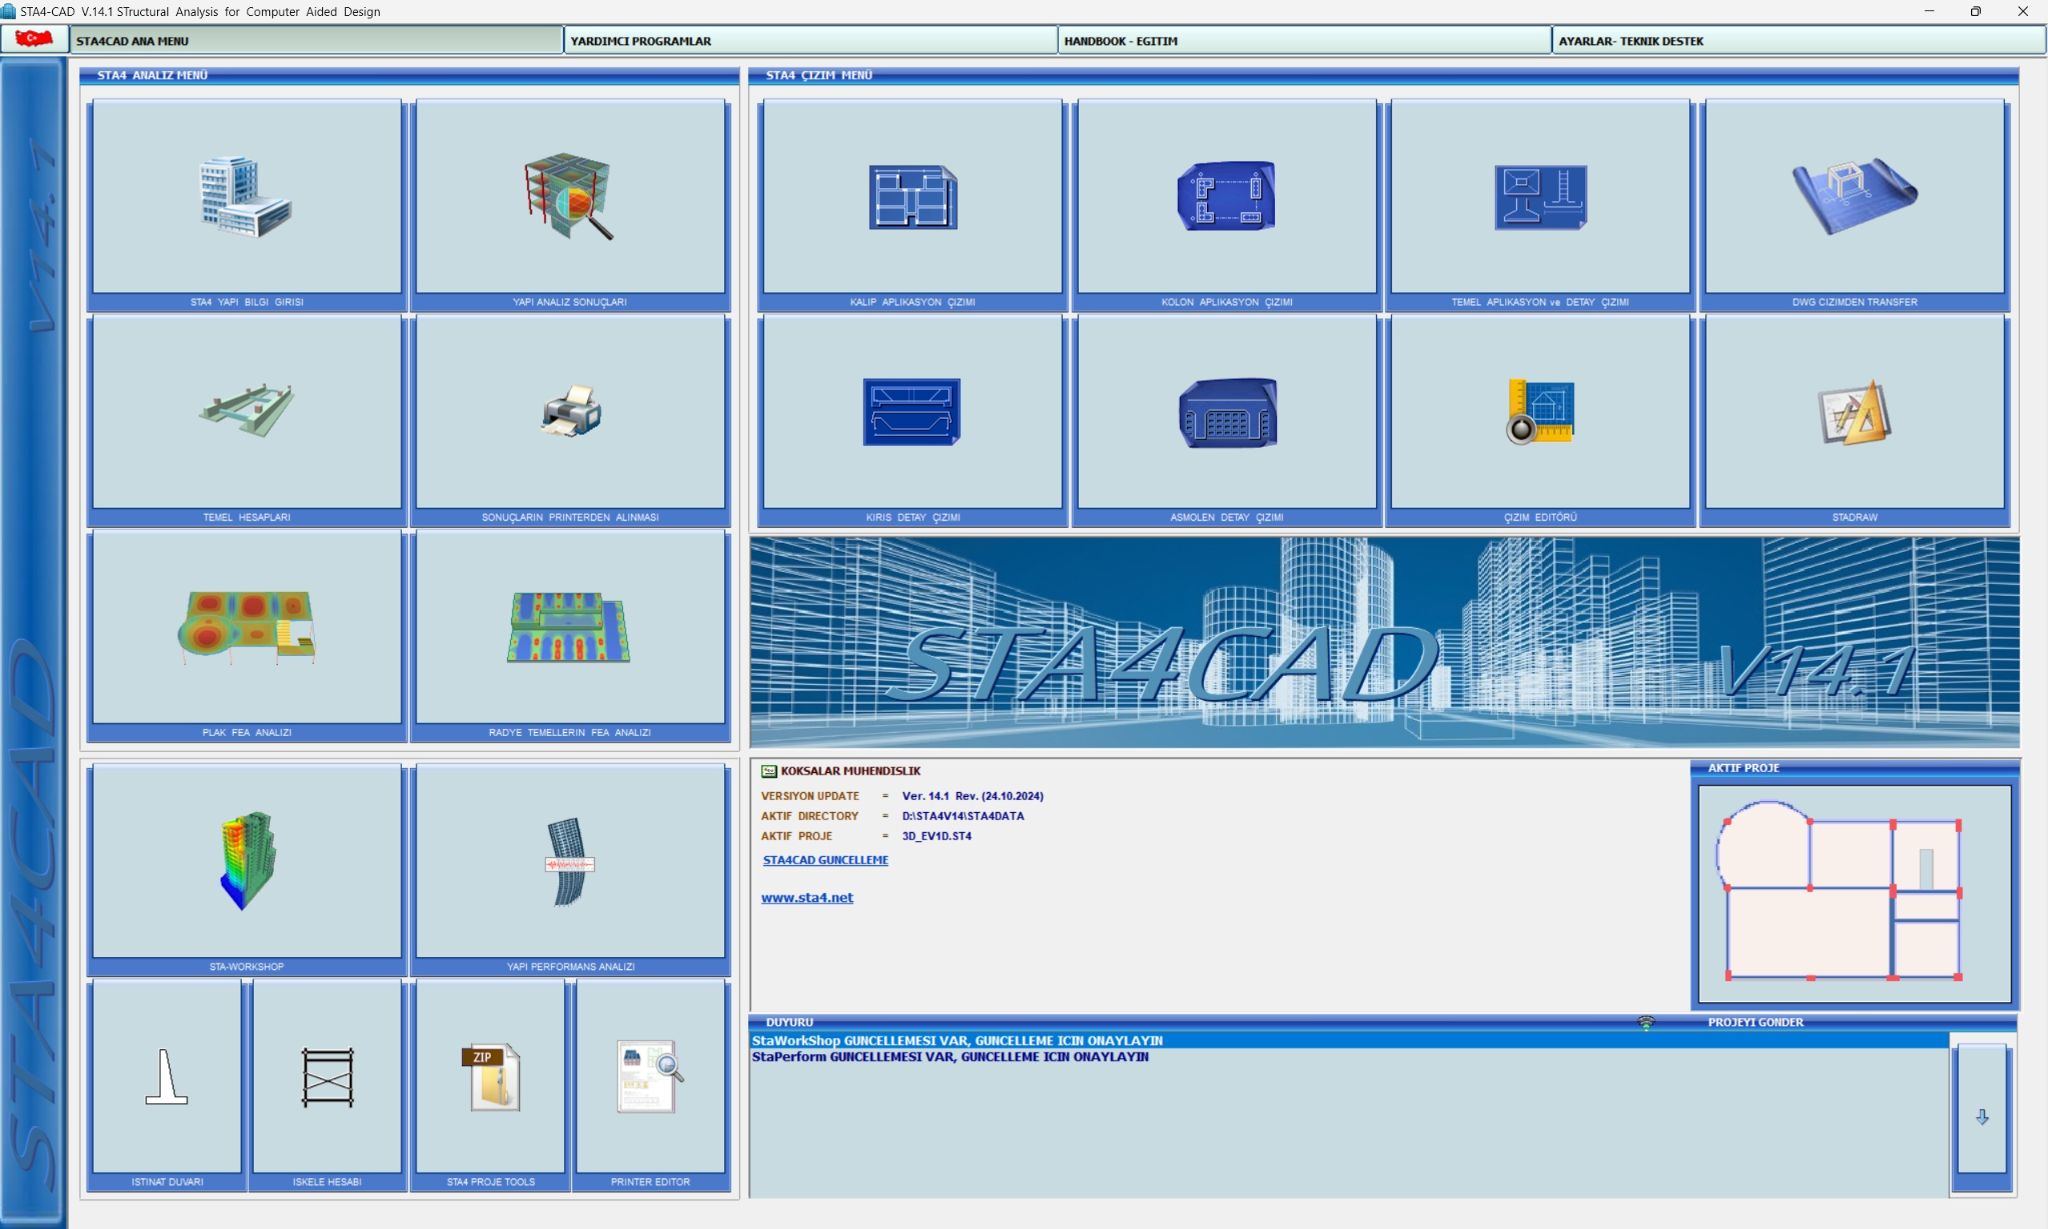 STA4-CAD V.14.1 STructural Analysis for Computer Aided Design
STA4CAD ANA MENU
YARDIMCI PROGRAMLAR
HANDBOOK - EGITIM
AYARLAR- TEKNIK DESTEK
v14.1
STA4CAD
STA4 ANALIZ MENÜ
STA4 YAPI BILGI GIRISI
YAPI ANALIZ SONUÇLARI
TEMEL HESAPLARI
SONUÇLARIN PRINTERDEN ALINMASI
PLAK FEA ANALIZI
RADYE TEMELLERIN FEA ANALIZI
STA4 ÇIZIM MENÜ
KALIP APLIKASYON ÇIZIMI
KOLON APLIKASYON ÇIZIMI
TEMEL APLIKASYON ve DETAY ÇIZIMI
DWG CIZIMDEN TRANSFER
KIRIS DETAY ÇIZIMI
ASMOLEN DETAY ÇIZIMI
ÇIZIM EDITÖRÜ
STADRAW
STA4CAD V14.1
STA-WORKSHOP
YAPI PERFORMANS ANALIZI
ISTINAT DUVARI
ISKELE HESABI
ZIP
STA4 PROJE TOOLS
PRINTER EDITOR
KOKSALAR MUHENDISLIK
VERSIYON UPDATE = Ver. 14.1 Rev. (24.10.2024)
AKTIF DIRECTORY = D:\STA4V14\STA4DATA
AKTIF PROJE = 3D_EV1D.ST4
STA4CAD GUNCELLEME
www.sta4.net
AKTIF PROJE
DUYURU
PROJEYI GONDER
StaWorkShop GUNCELLEMESI VAR, GUNCELLEME ICIN ONAYLAYIN
StaPerform GUNCELLEMESI VAR, GUNCELLEME ICIN ONAYLAYIN